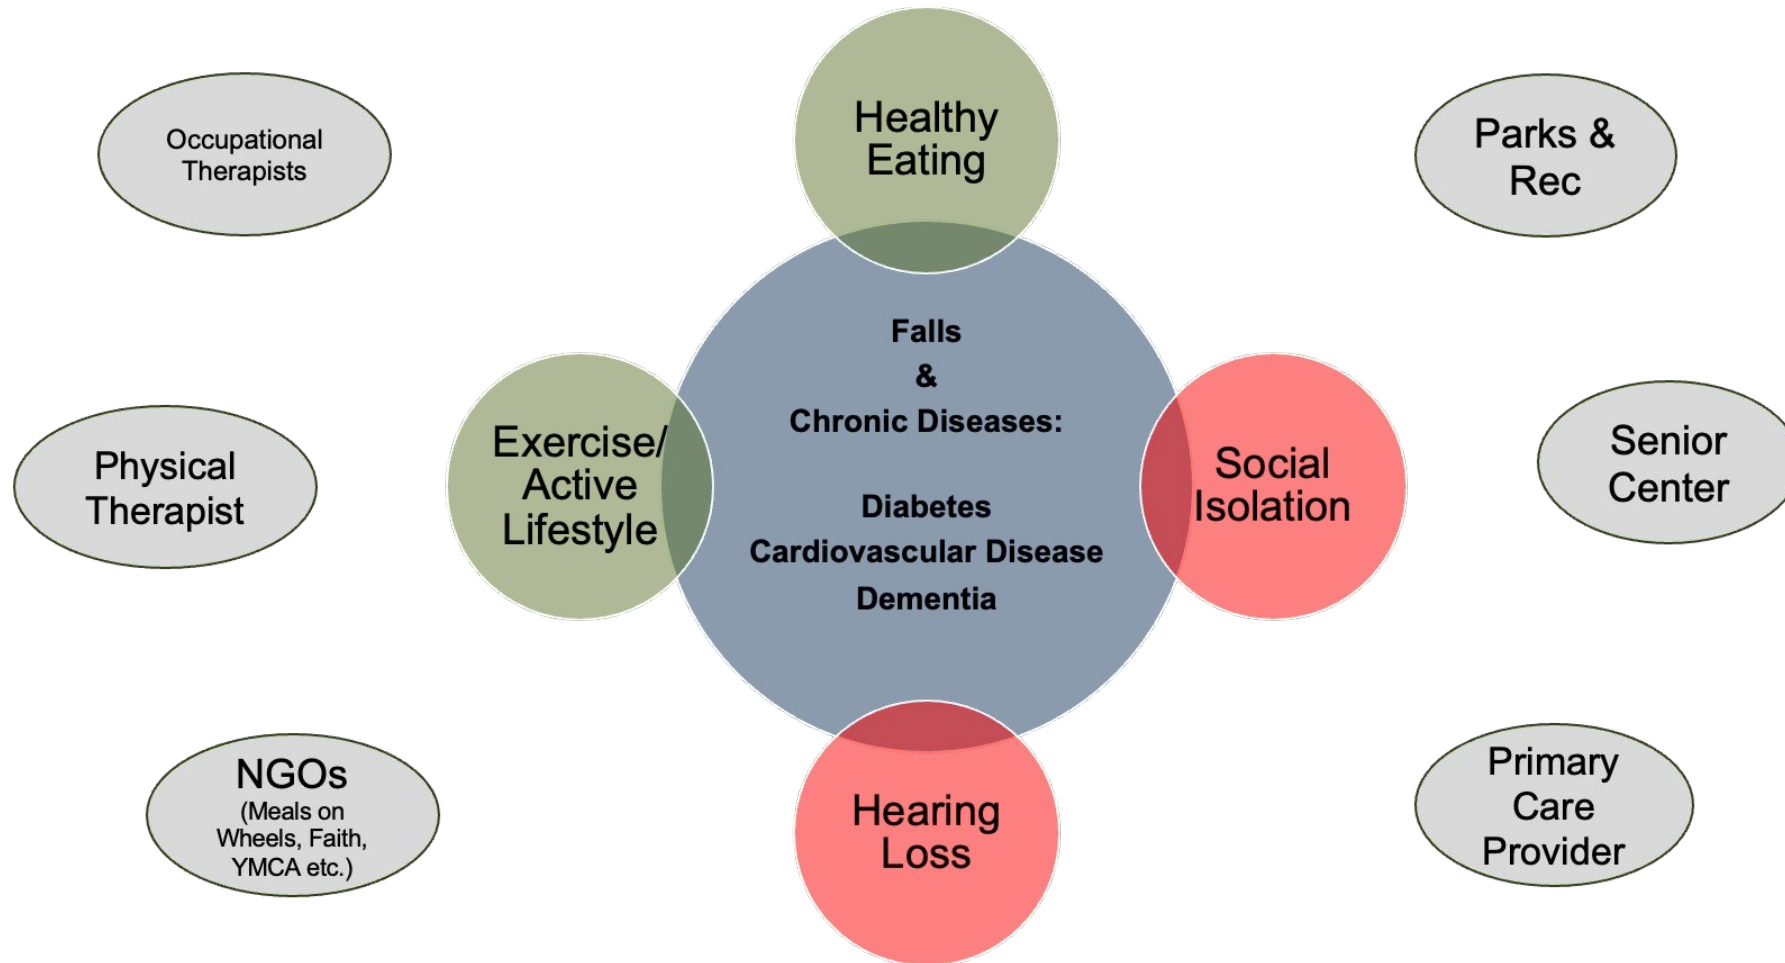 Healthy
Eating
Occupational
Therapists
Parks &
Rec
Falls
&
Chronic Diseases:
Diabetes
Cardiovascular Disease
Dementia
Exercise/
Active
Lifestyle
Social
Isolation
Physical
Therapist
Senior
Center
NGOs
(Meals on
Wheels, Faith,
YMCA etc.)
Hearing
Loss
Primary
Care
Provider